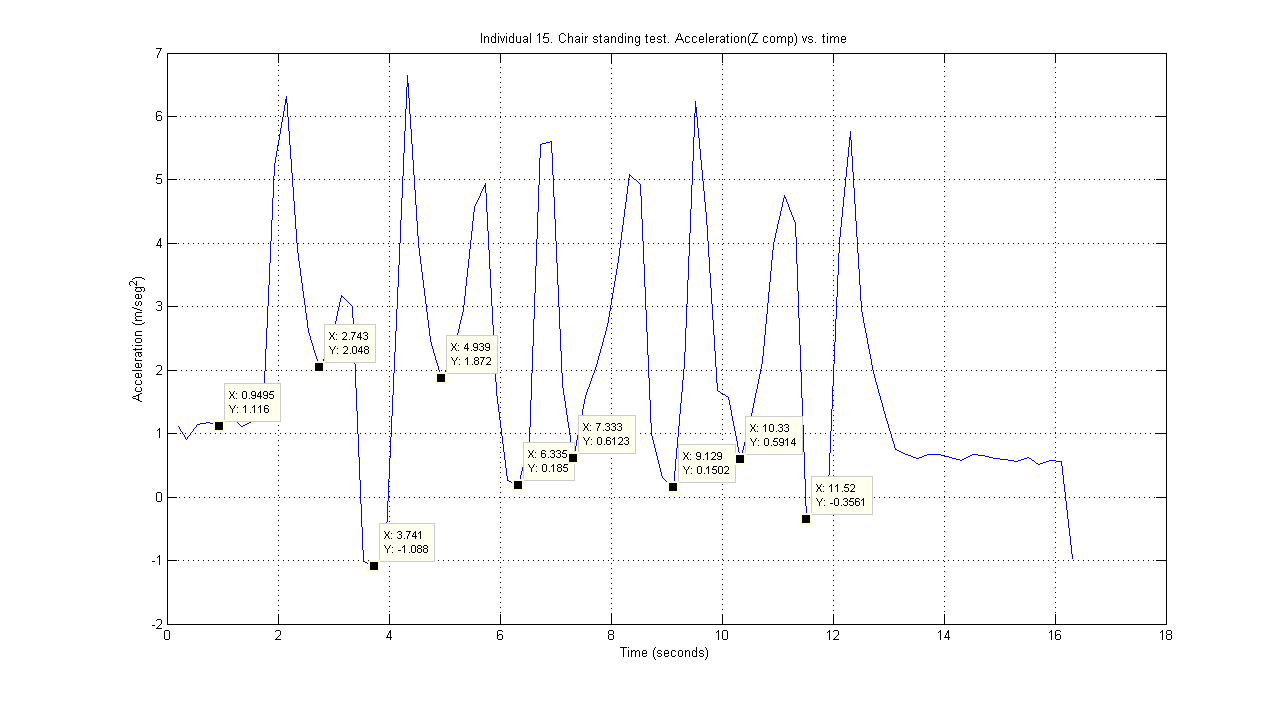 Individual 15. Chair standing test. Acceleration(Z comp) vs. time
7
6
5
4
3
2
1
0
-1
-2
Acceleration (m/seg2)
X: 0.9495
Y: 1.116
X: 2.743
Y: 2.048
X: 3.741
Y: -1.088
X: 4.939
Y: 1.872
X: 6.335
Y: 0.185
X: 7.333
Y: 0.6123
X: 9.129
Y: 0.1502
X: 10.33
Y: 0.5914
X: 11.52
Y: -0.3561
0 2 4 6 8 10 12 14 16 18
Time (seconds)